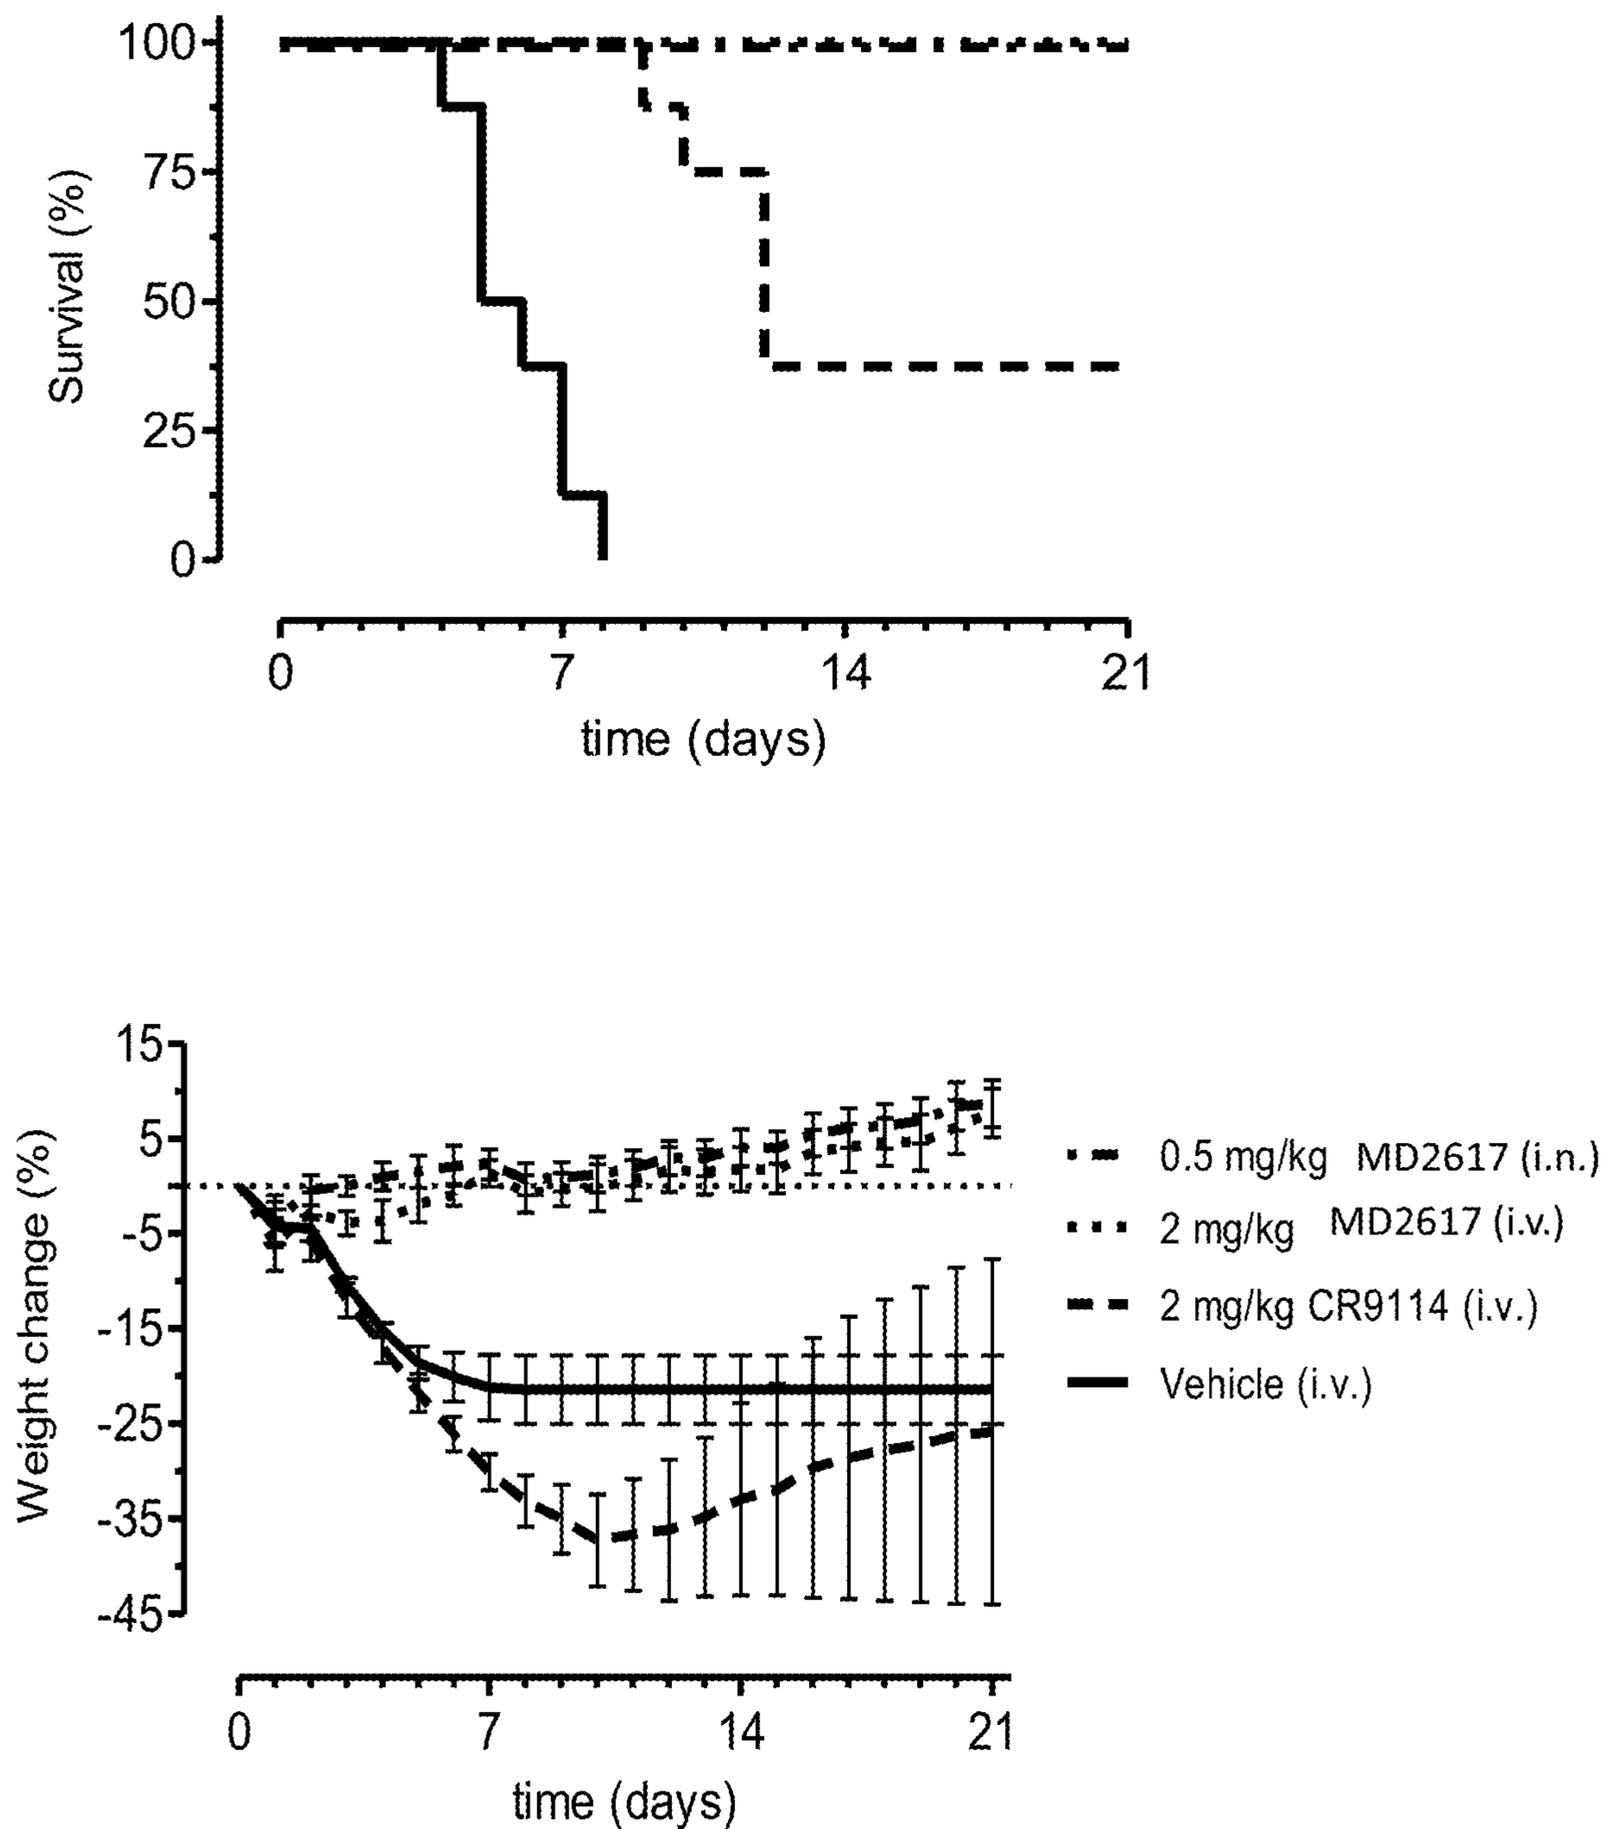 100
75
50
25
0
Survival (%)
0 7 14 21
time (days)
15
5
-5
-15
-25
-35
-45
Weight change (%)
0 7 14 21
time (days)
0.5 mg/kg MD2617 (i.n.)
2 mg/kg MD2617 (i.v.)
2 mg/kg CR9114 (i.v.)
Vehicle (i.v.)